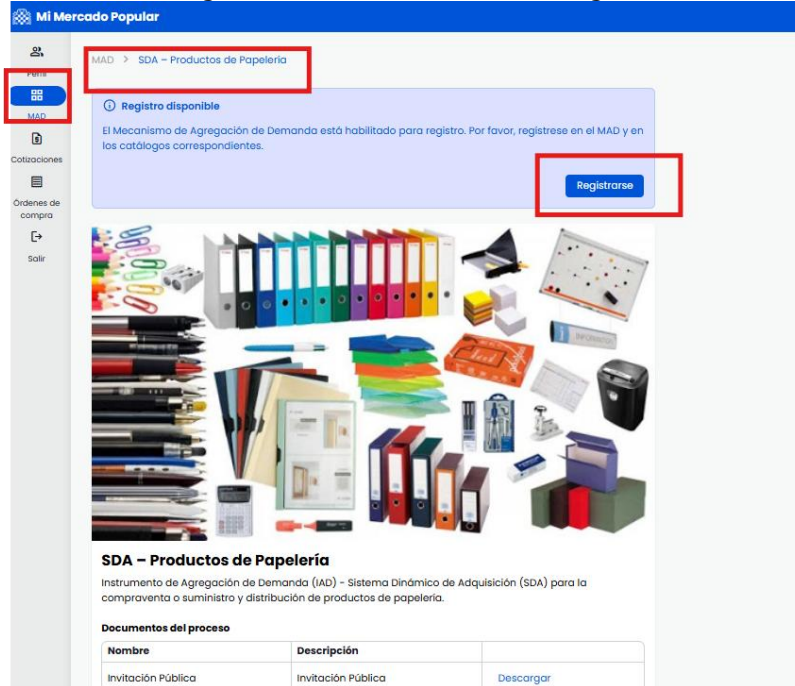 Mi Mercado Popular
Perfil
MAD
Cotizaciones
Órdenes de
compra
Salir
MAD > SDA – Productos de Papelería
Registro disponible
El Mecanismo de Agregación de Demanda está habilitado para registro. Por favor, regístrese en el MAD y en
los catálogos correspondientes.
Registrarse
SDA – Productos de Papelería
Instrumento de Agregación de Demanda (IAD) - Sistema Dinámico de Adquisición (SDA) para la
compraventa o suministro y distribución de productos de papelería.
Documentos del proceso
Nombre Descripción
Invitación Pública Invitación Pública Descargar